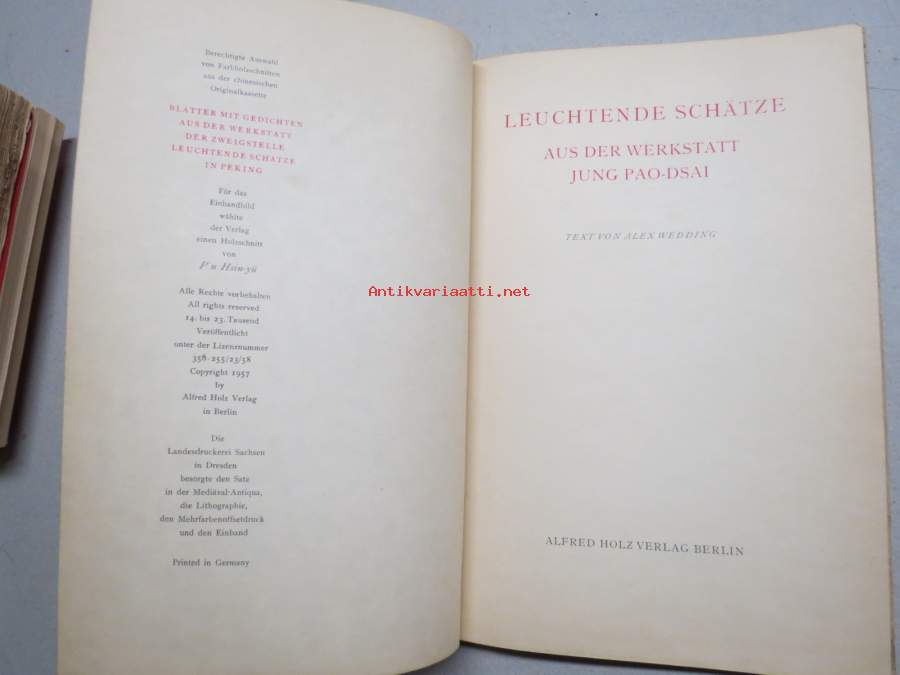 Berechtigte Auswahl
von Farbholzschnitten
aus der chinesischen
Originalkassette
BLÄTTER MIT GEDICHTEN
AUS DER WERKSTATT
DER ZWEIGSTELLE
LEUCHTENDE SCHÄTZE
IN PEKING
Für das
Einbandbild
wählte
der Verlag
einen Holzschnitt
von
P'u Hsin-yü
Alle Rechte vorbehalten
All rights reserved
14. bis 23. Tausend
Veröffentlicht
unter der Lizenznummer
358-255/23/58
Copyright 1957
by
Alfred Holz Verlag
in Berlin
Die
Landesdruckerei Sachsen
in Dresden
besorgte den Satz
in der Mediäval-Antiqua,
die Lithographie,
den Mehrfarbenoffsetdruck
und den Einband
Printed in Germany
LEUCHTENDE SCHÄTZE
AUS DER WERKSTATT
JUNG PAO-DSAI
TEXT VON ALEX WEDDING
ALFRED HOLZ VERLAG BERLIN
Antikvariaatti.net